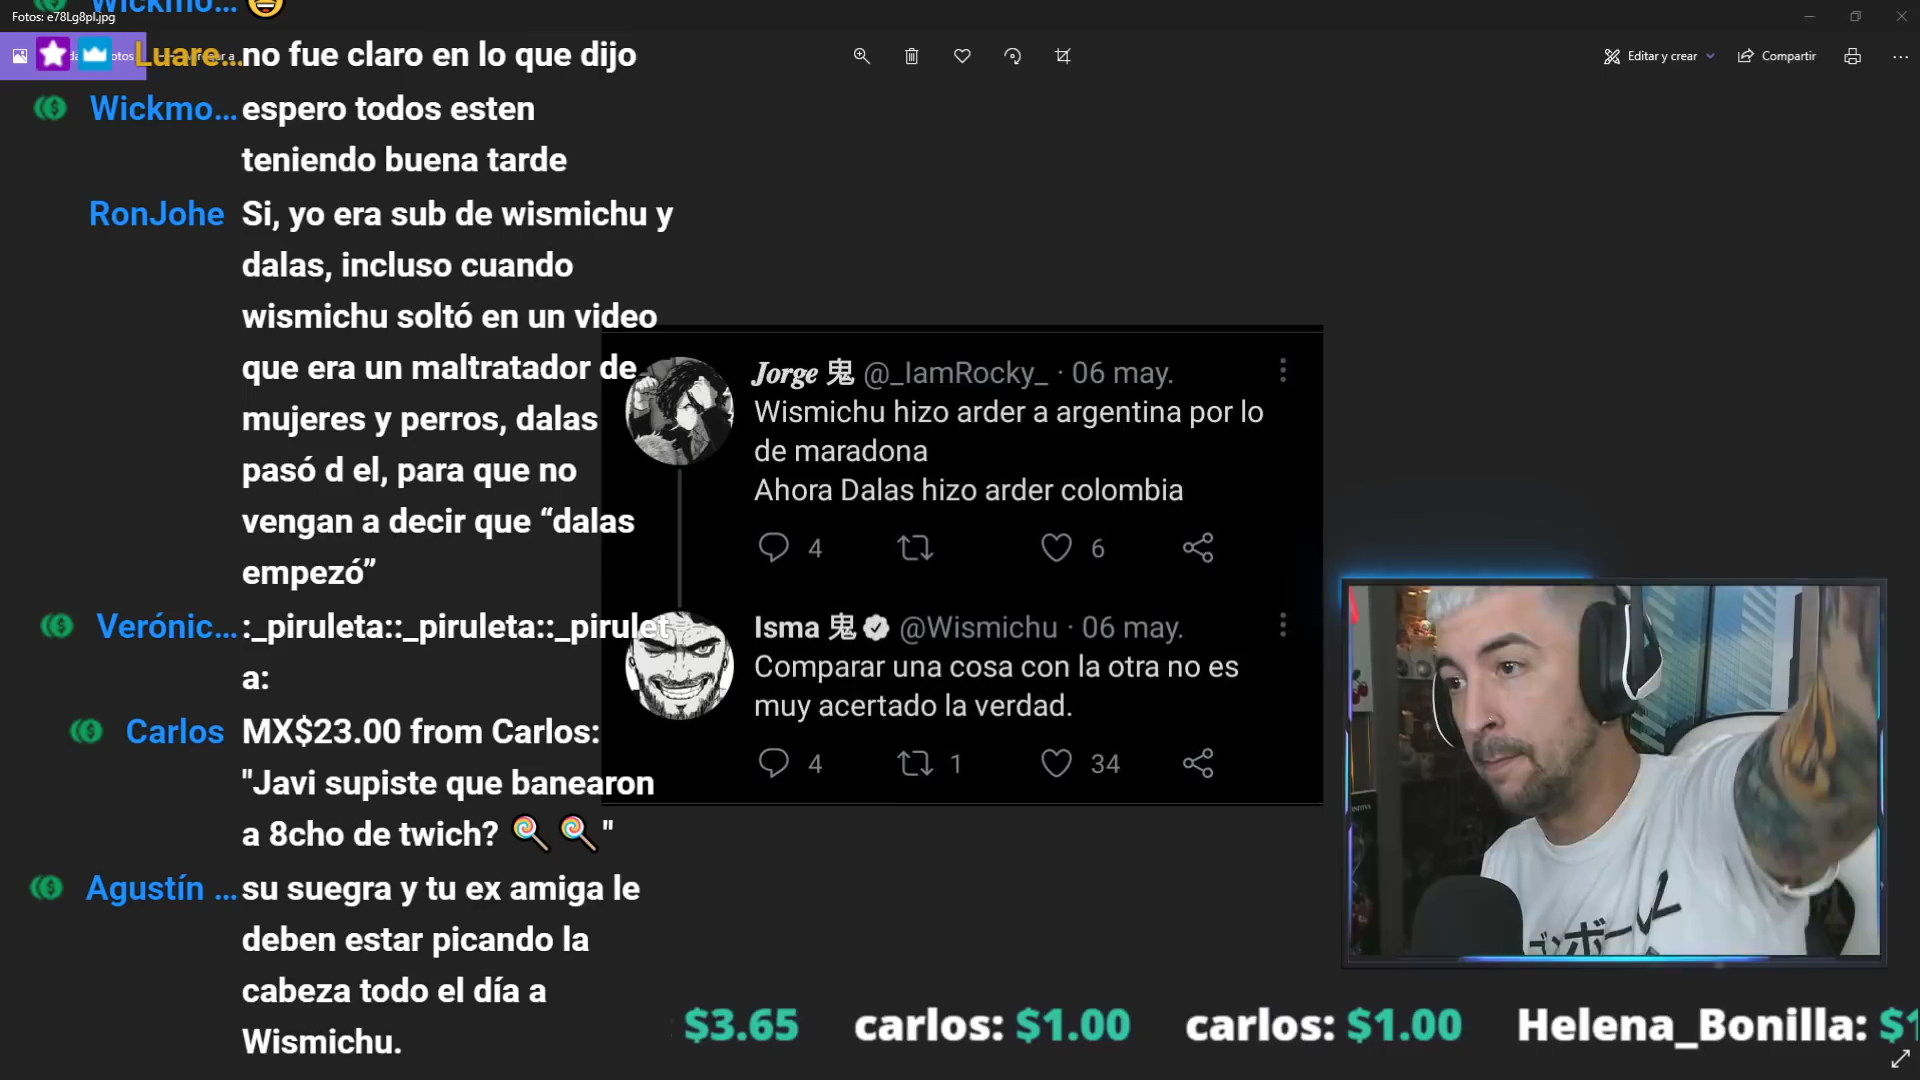 Wickmo...
Fotos: e78Lg8pl.jpg
Luare... no fue claro en lo que dijo
Editar y crear
Compartir
Wickmo... espero todos esten
teniendo buena tarde
RonJohe Si, yo era sub de wismichu y
dalas, incluso cuando
wismichu soltó en un video
que era un maltratador de
mujeres y perros, dalas
pasó d el, para que no
vengan a decir que “dalas
empezó”
Verónic... :_piruleta::_piruleta::_pirulet
a:
Carlos MX$23.00 from Carlos:
"Javi supiste que banearon
a 8cho de twich? 🍭 🍭 "
Agustín ... su suegra y tu ex amiga le
deben estar picando la
cabeza todo el día a
Wismichu.
Jorge 鬼 @_IamRocky_ · 06 may.
Wismichu hizo arder a argentina por lo
de maradona
Ahora Dalas hizo arder colombia
4 6
Isma 鬼 @Wismichu · 06 may.
Comparar una cosa con la otra no es
muy acertado la verdad.
4 1 34
$3.65 carlos: $1.00 carlos: $1.00 Helena_Bonilla: $1